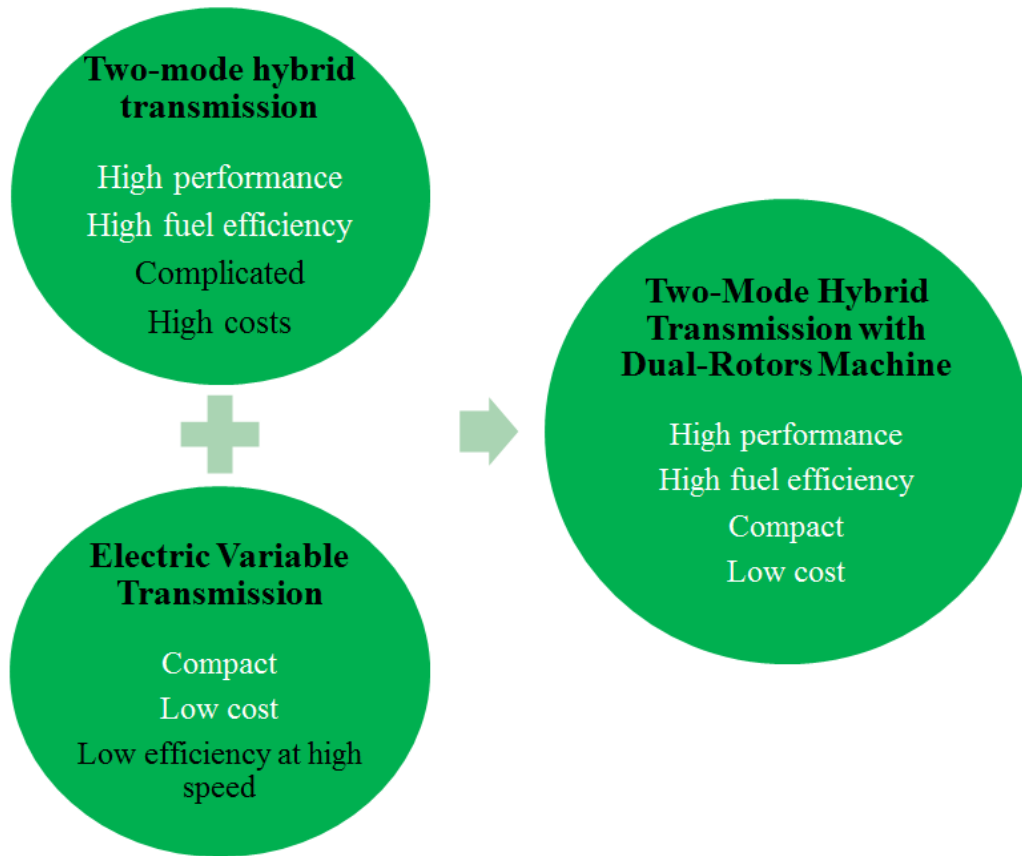 Two-mode hybrid
transmission
High performance
High fuel efficiency
Complicated
High costs
Electric Variable
Transmission
Compact
Low cost
Low efficiency at high
speed
Two-Mode Hybrid
Transmission with
Dual-Rotors Machine
High performance
High fuel efficiency
Compact
Low cost